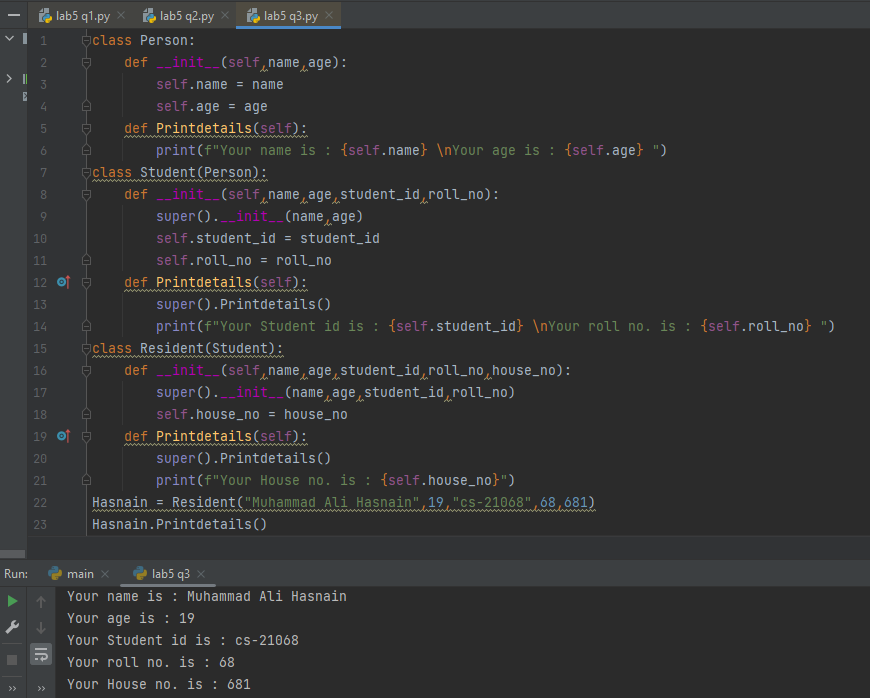 lab5 q1.py lab5 q2.py lab5 q3.py
1 class Person:
2     def __init__(self,name,age):
3         self.name = name
4         self.age = age
5     def Printdetails(self):
6         print(f"Your name is : {self.name} \nYour age is : {self.age} ")
7 class Student(Person):
8     def __init__(self,name,age,student_id,roll_no):
9         super().__init__(name,age)
10         self.student_id = student_id
11         self.roll_no = roll_no
12     def Printdetails(self):
13         super().Printdetails()
14         print(f"Your Student id is : {self.student_id} \nYour roll no. is : {self.roll_no} ")
15 class Resident(Student):
16     def __init__(self,name,age,student_id,roll_no,house_no):
17         super().__init__(name,age,student_id,roll_no)
18         self.house_no = house_no
19     def Printdetails(self):
20         super().Printdetails()
21         print(f"Your House no. is : {self.house_no}")
22 Hasnain = Resident("Muhammad Ali Hasnain",19,"cs-21068",68,681)
23 Hasnain.Printdetails()
Run: main lab5 q3
Your name is : Muhammad Ali Hasnain
Your age is : 19
Your Student id is : cs-21068
Your roll no. is : 68
Your House no. is : 681